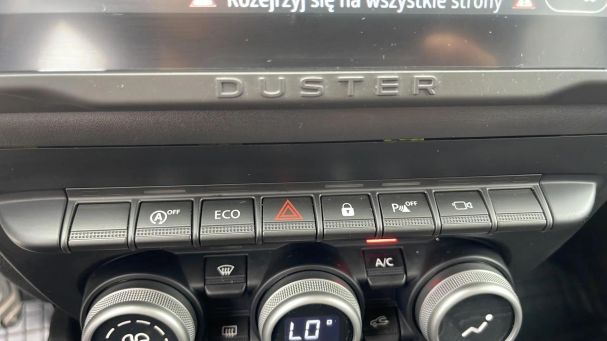 Rozejrzyj się na wszystkie strony
DUSTER
A OFF ECO P OFF
A/C
LO°